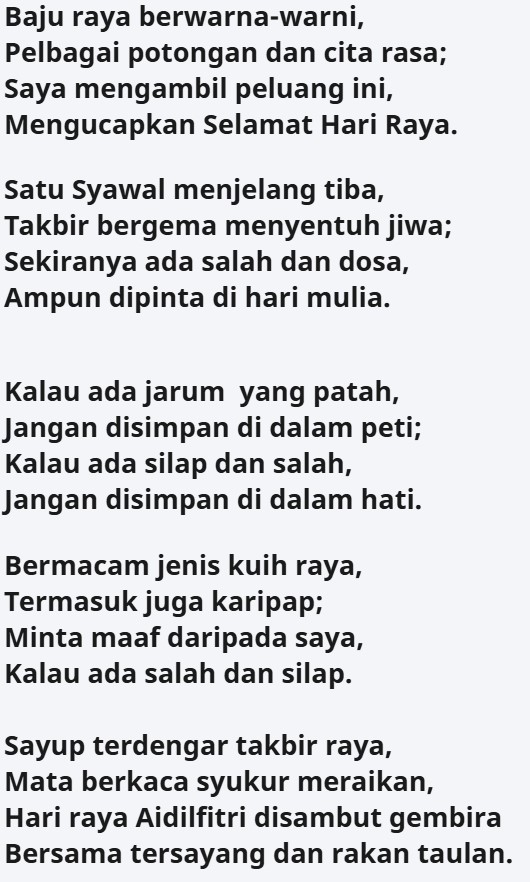 Baju raya berwarna-warni,
Pelbagai potongan dan cita rasa;
Saya mengambil peluang ini,
Mengucapkan Selamat Hari Raya.
Satu Syawal menjelang tiba,
Takbir bergema menyentuh jiwa;
Sekiranya ada salah dan dosa,
Ampun dipinta di hari mulia.
Kalau ada jarum  yang patah,
Jangan disimpan di dalam peti;
Kalau ada silap dan salah,
Jangan disimpan di dalam hati.
Bermacam jenis kuih raya,
Termasuk juga karipap;
Minta maaf daripada saya,
Kalau ada salah dan silap.
Sayup terdengar takbir raya,
Mata berkaca syukur meraikan,
Hari raya Aidilfitri disambut gembira
Bersama tersayang dan rakan taulan.